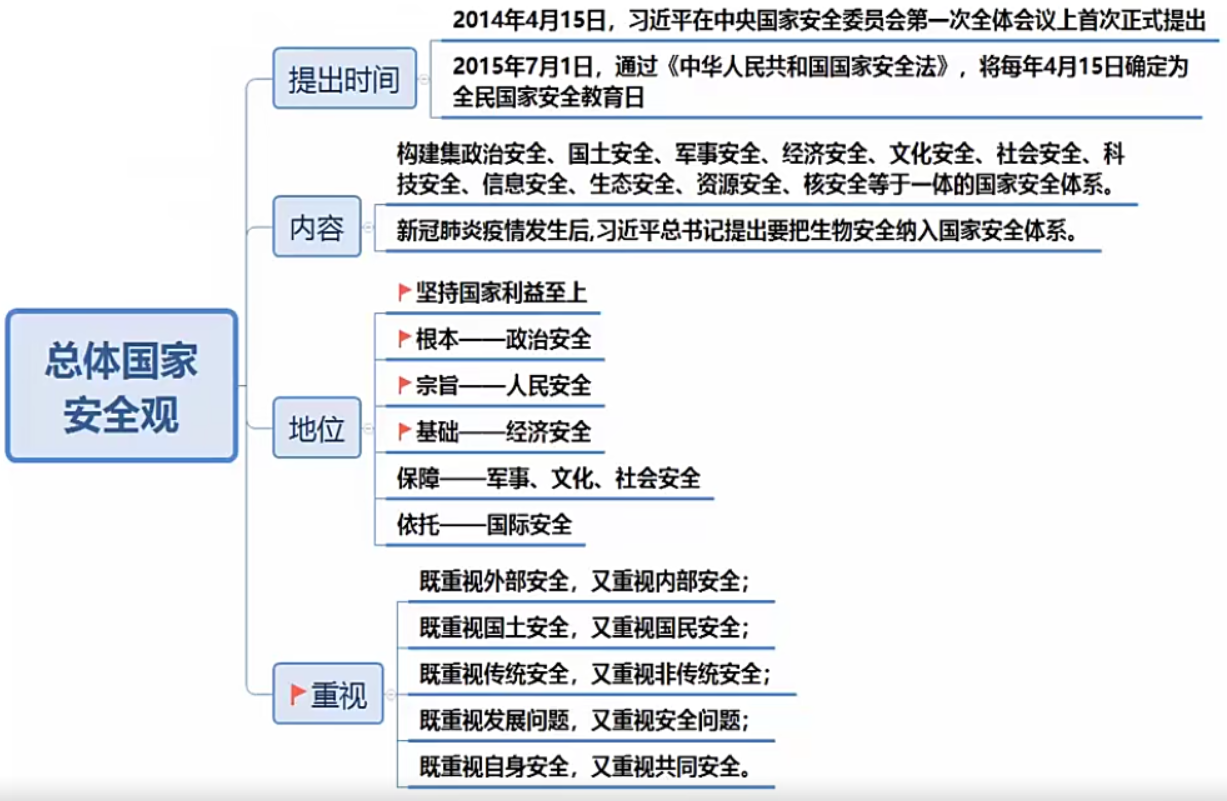 总体国家
安全观
提出时间
2014年4月15日，习近平在中央国家安全委员会第一次全体会议上首次正式提出
2015年7月1日，通过《中华人民共和国国家安全法》，将每年4月15日确定为
全民国家安全教育日
内容
构建集政治安全、国土安全、军事安全、经济安全、文化安全、社会安全、科
技安全、信息安全、生态安全、资源安全、核安全等于一体的国家安全体系。
新冠肺炎疫情发生后,习近平总书记提出要把生物安全纳入国家安全体系。
地位
坚持国家利益至上
根本——政治安全
宗旨——人民安全
基础——经济安全
保障——军事、文化、社会安全
依托——国际安全
重视
既重视外部安全，又重视内部安全；
既重视国土安全，又重视国民安全；
既重视传统安全，又重视非传统安全；
既重视发展问题，又重视安全问题；
既重视自身安全，又重视共同安全。